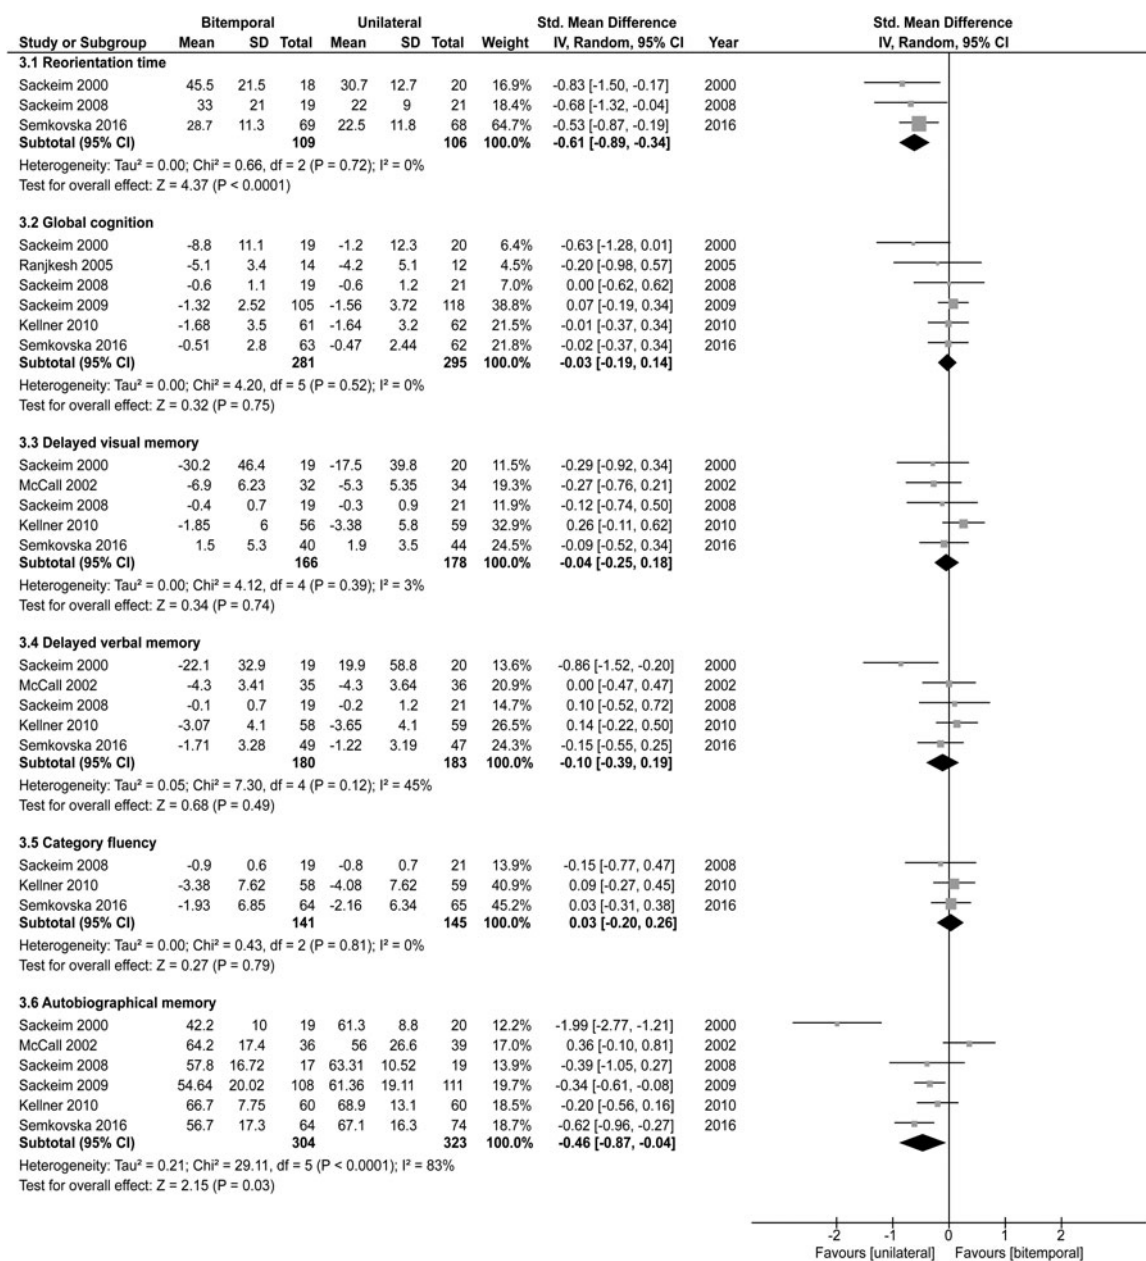 Bitemporal Unilateral Std. Mean Difference Std. Mean Difference
Study or Subgroup Mean SD Total Mean SD Total Weight IV, Random, 95% CI Year IV, Random, 95% CI
3.1 Reorientation time
Sackeim 2000 45.5 21.5 18 30.7 12.7 20 16.9% -0.83 [-1.50, -0.17] 2000
Sackeim 2008 33 21 19 22 9 21 18.4% -0.68 [-1.32, -0.04] 2008
Semkovska 2016 28.7 11.3 69 22.5 11.8 68 64.7% -0.53 [-0.87, -0.19] 2016
Subtotal (95% CI) 109 106 100.0% -0.61 [-0.89, -0.34]
Heterogeneity: Tau² = 0.00; Chi² = 0.66, df = 2 (P = 0.72); I² = 0%
Test for overall effect: Z = 4.37 (P < 0.0001)
3.2 Global cognition
Sackeim 2000 -8.8 11.1 19 -1.2 12.3 20 6.4% -0.63 [-1.28, 0.01] 2000
Ranjkesh 2005 -5.1 3.4 14 -4.2 5.1 12 4.5% -0.20 [-0.98, 0.57] 2005
Sackeim 2008 -0.6 1.1 19 -0.6 1.2 21 7.0% 0.00 [-0.62, 0.62] 2008
Sackeim 2009 -1.32 2.52 105 -1.56 3.72 118 38.8% 0.07 [-0.19, 0.34] 2009
Kellner 2010 -1.68 3.5 61 -1.64 3.2 62 21.5% -0.01 [-0.37, 0.34] 2010
Semkovska 2016 -0.51 2.8 63 -0.47 2.44 62 21.8% -0.02 [-0.37, 0.34] 2016
Subtotal (95% CI) 281 295 100.0% -0.03 [-0.19, 0.14]
Heterogeneity: Tau² = 0.00; Chi² = 4.20, df = 5 (P = 0.52); I² = 0%
Test for overall effect: Z = 0.32 (P = 0.75)
3.3 Delayed visual memory
Sackeim 2000 -30.2 46.4 19 -17.5 39.8 20 11.5% -0.29 [-0.92, 0.34] 2000
McCall 2002 -6.9 6.23 32 -5.3 5.35 34 19.3% -0.27 [-0.76, 0.21] 2002
Sackeim 2008 -0.4 0.7 19 -0.3 0.9 21 11.9% -0.12 [-0.74, 0.50] 2008
Kellner 2010 -1.85 6 56 -3.38 5.8 59 32.9% 0.26 [-0.11, 0.62] 2010
Semkovska 2016 1.5 5.3 40 1.9 3.5 44 24.5% -0.09 [-0.52, 0.34] 2016
Subtotal (95% CI) 166 178 100.0% -0.04 [-0.25, 0.18]
Heterogeneity: Tau² = 0.00; Chi² = 4.12, df = 4 (P = 0.39); I² = 3%
Test for overall effect: Z = 0.34 (P = 0.74)
3.4 Delayed verbal memory
Sackeim 2000 -22.1 32.9 19 19.9 58.8 20 13.6% -0.86 [-1.52, -0.20] 2000
McCall 2002 -4.3 3.41 35 -4.3 3.64 36 20.9% 0.00 [-0.47, 0.47] 2002
Sackeim 2008 -0.1 0.7 19 -0.2 1.2 21 14.7% 0.10 [-0.52, 0.72] 2008
Kellner 2010 -3.07 4.1 58 -3.65 4.1 59 26.5% 0.14 [-0.22, 0.50] 2010
Semkovska 2016 -1.71 3.28 49 -1.22 3.19 47 24.3% -0.15 [-0.55, 0.25] 2016
Subtotal (95% CI) 180 183 100.0% -0.10 [-0.39, 0.19]
Heterogeneity: Tau² = 0.05; Chi² = 7.30, df = 4 (P = 0.12); I² = 45%
Test for overall effect: Z = 0.68 (P = 0.49)
3.5 Category fluency
Sackeim 2008 -0.9 0.6 19 -0.8 0.7 21 13.9% -0.15 [-0.77, 0.47] 2008
Kellner 2010 -3.38 7.62 58 -4.08 7.62 59 40.9% 0.09 [-0.27, 0.45] 2010
Semkovska 2016 -1.93 6.85 64 -2.16 6.34 65 45.2% 0.03 [-0.31, 0.38] 2016
Subtotal (95% CI) 141 145 100.0% 0.03 [-0.20, 0.26]
Heterogeneity: Tau² = 0.00; Chi² = 0.43, df = 2 (P = 0.81); I² = 0%
Test for overall effect: Z = 0.27 (P = 0.79)
3.6 Autobiographical memory
Sackeim 2000 42.2 10 19 61.3 8.8 20 12.2% -1.99 [-2.77, -1.21] 2000
McCall 2002 64.2 17.4 36 56 26.6 39 17.0% 0.36 [-0.10, 0.81] 2002
Sackeim 2008 57.8 16.72 17 63.31 10.52 19 13.9% -0.39 [-1.05, 0.27] 2008
Sackeim 2009 54.64 20.02 108 61.36 19.11 111 19.7% -0.34 [-0.61, -0.08] 2009
Kellner 2010 66.7 7.75 60 68.9 13.1 60 18.5% -0.20 [-0.56, 0.16] 2010
Semkovska 2016 56.7 17.3 64 67.1 16.3 74 18.7% -0.62 [-0.96, -0.27] 2016
Subtotal (95% CI) 304 323 100.0% -0.46 [-0.87, -0.04]
Heterogeneity: Tau² = 0.21; Chi² = 29.11, df = 5 (P < 0.0001); I² = 83%
Test for overall effect: Z = 2.15 (P = 0.03)
-2 -1 0 1 2
Favours [unilateral] Favours [bitemporal]